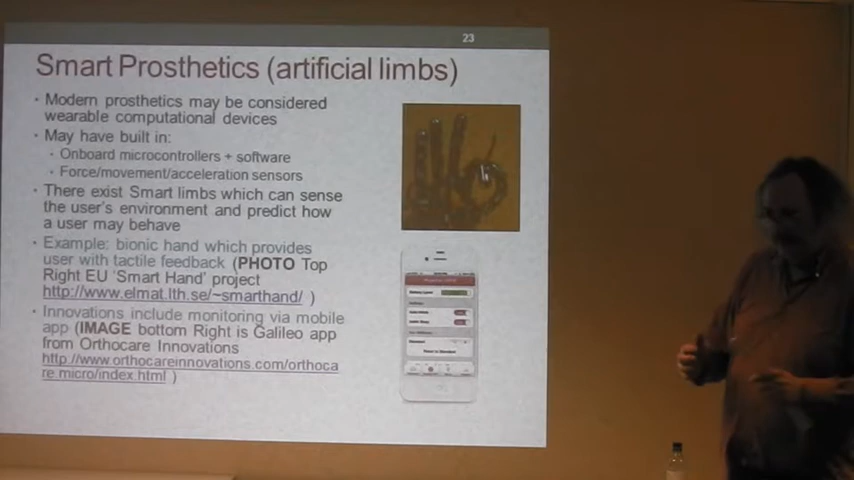 23
Smart Prosthetics (artificial limbs)
• Modern prosthetics may be considered
wearable computational devices
• May have built in:
• Onboard microcontrollers + software
• Force/movement/acceleration sensors
• There exist Smart limbs which can sense
the user's environment and predict how
a user may behave
• Example: bionic hand which provides
user with tactile feedback (PHOTO Top
Right EU 'Smart Hand' project
http://www.elmat.lth.se/~smarthand/ )
• Innovations include monitoring via mobile
app (IMAGE bottom Right is Galileo app
from Orthocare Innovations
http://www.orthocareinnovations.com/orthoca
re.micro/index.html )